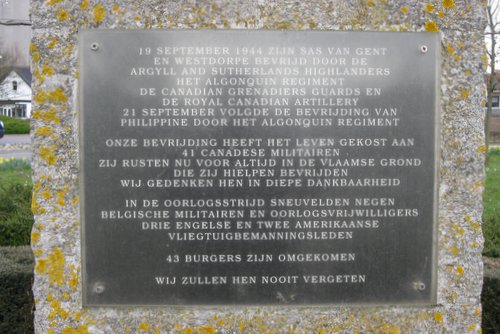 19 SEPTEMBER 1944 ZIJN SAS VAN GENT
EN WESTDORPE BEVRIJD DOOR DE
ARGYLL AND SUTHERLANDS HIGHLANDERS
HET ALGONQUIN REGIMENT
DE CANADIAN GRENADIERS GUARDS EN
DE ROYAL CANADIAN ARTILLERY
21 SEPTEMBER VOLGDE DE BEVRIJDING VAN
PHILIPPINE DOOR HET ALGONQUIN REGIMENT
ONZE BEVRIJDING HEEFT HET LEVEN GEKOST AAN
41 CANADESE MILITAIREN
ZIJ RUSTEN NU VOOR ALTIJD IN DE VLAAMSE GROND
DIE ZIJ HIELPEN BEVRIJDEN
WIJ GEDENKEN HEN IN DIEPE DANKBAARHEID
IN DE OORLOGSSTRIJD SNEUVELDEN NEGEN
BELGISCHE MILITAIREN EN OORLOGSVRIJWILLIGERS
DRIE ENGELSE EN TWEE AMERIKAANSE
VLIEGTUIGBEMANNINGSLEDEN
43 BURGERS ZIJN OMGEKOMEN
WIJ ZULLEN HEN NOOIT VERGETEN